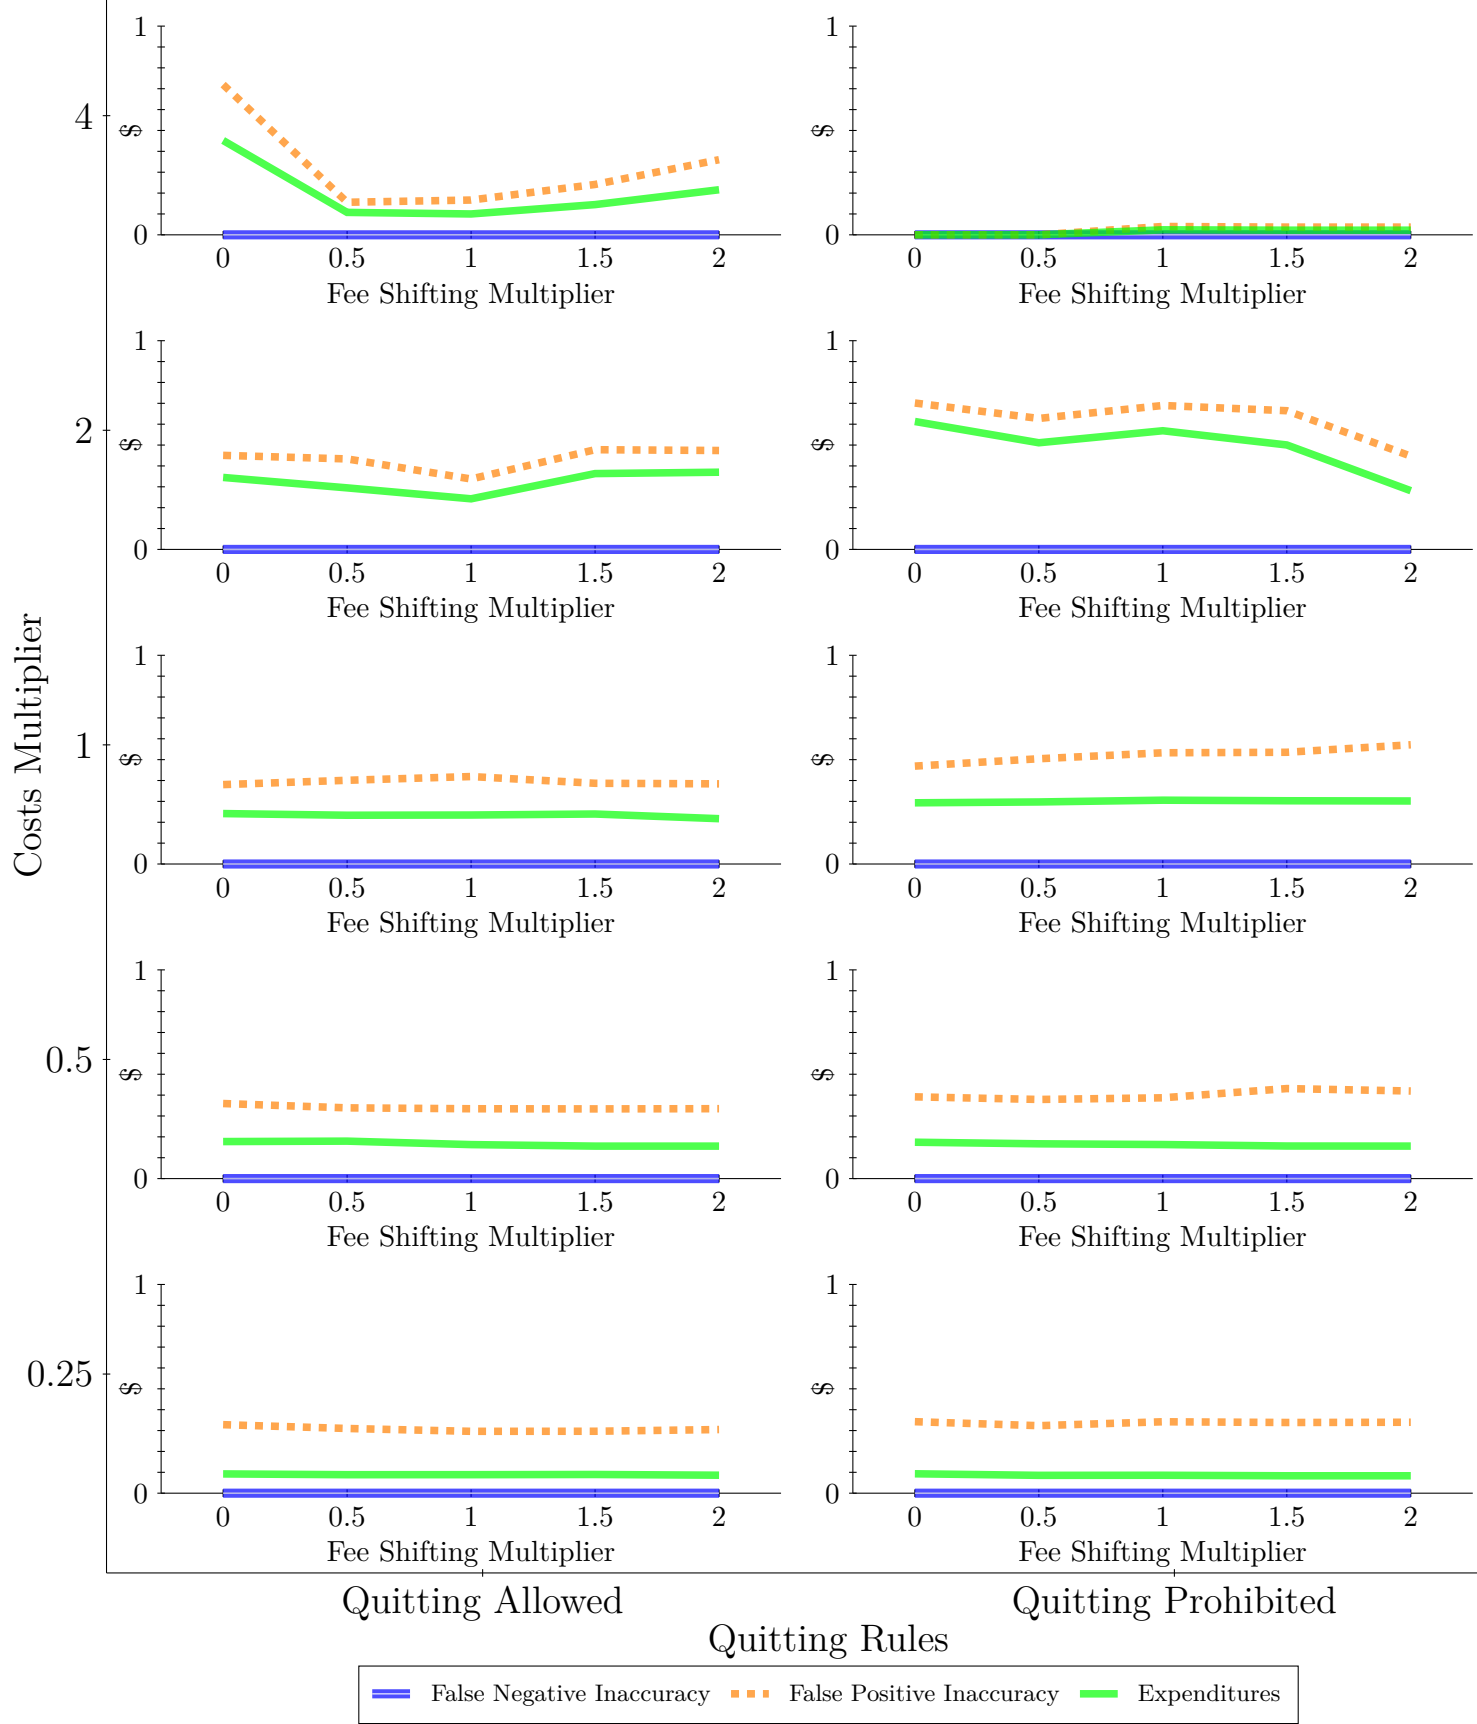 Costs Multiplier
4
2
1
0.5
0.25
1
$
0
0 0.5 1 1.5 2
Fee Shifting Multiplier
1
$
0
0 0.5 1 1.5 2
Fee Shifting Multiplier
1
$
0
0 0.5 1 1.5 2
Fee Shifting Multiplier
1
$
0
0 0.5 1 1.5 2
Fee Shifting Multiplier
1
$
0
0 0.5 1 1.5 2
Fee Shifting Multiplier
1
$
0
0 0.5 1 1.5 2
Fee Shifting Multiplier
1
$
0
0 0.5 1 1.5 2
Fee Shifting Multiplier
1
$
0
0 0.5 1 1.5 2
Fee Shifting Multiplier
1
$
0
0 0.5 1 1.5 2
Fee Shifting Multiplier
1
$
0
0 0.5 1 1.5 2
Fee Shifting Multiplier
Quitting Allowed
Quitting Prohibited
Quitting Rules
False Negative Inaccuracy
False Positive Inaccuracy
Expenditures